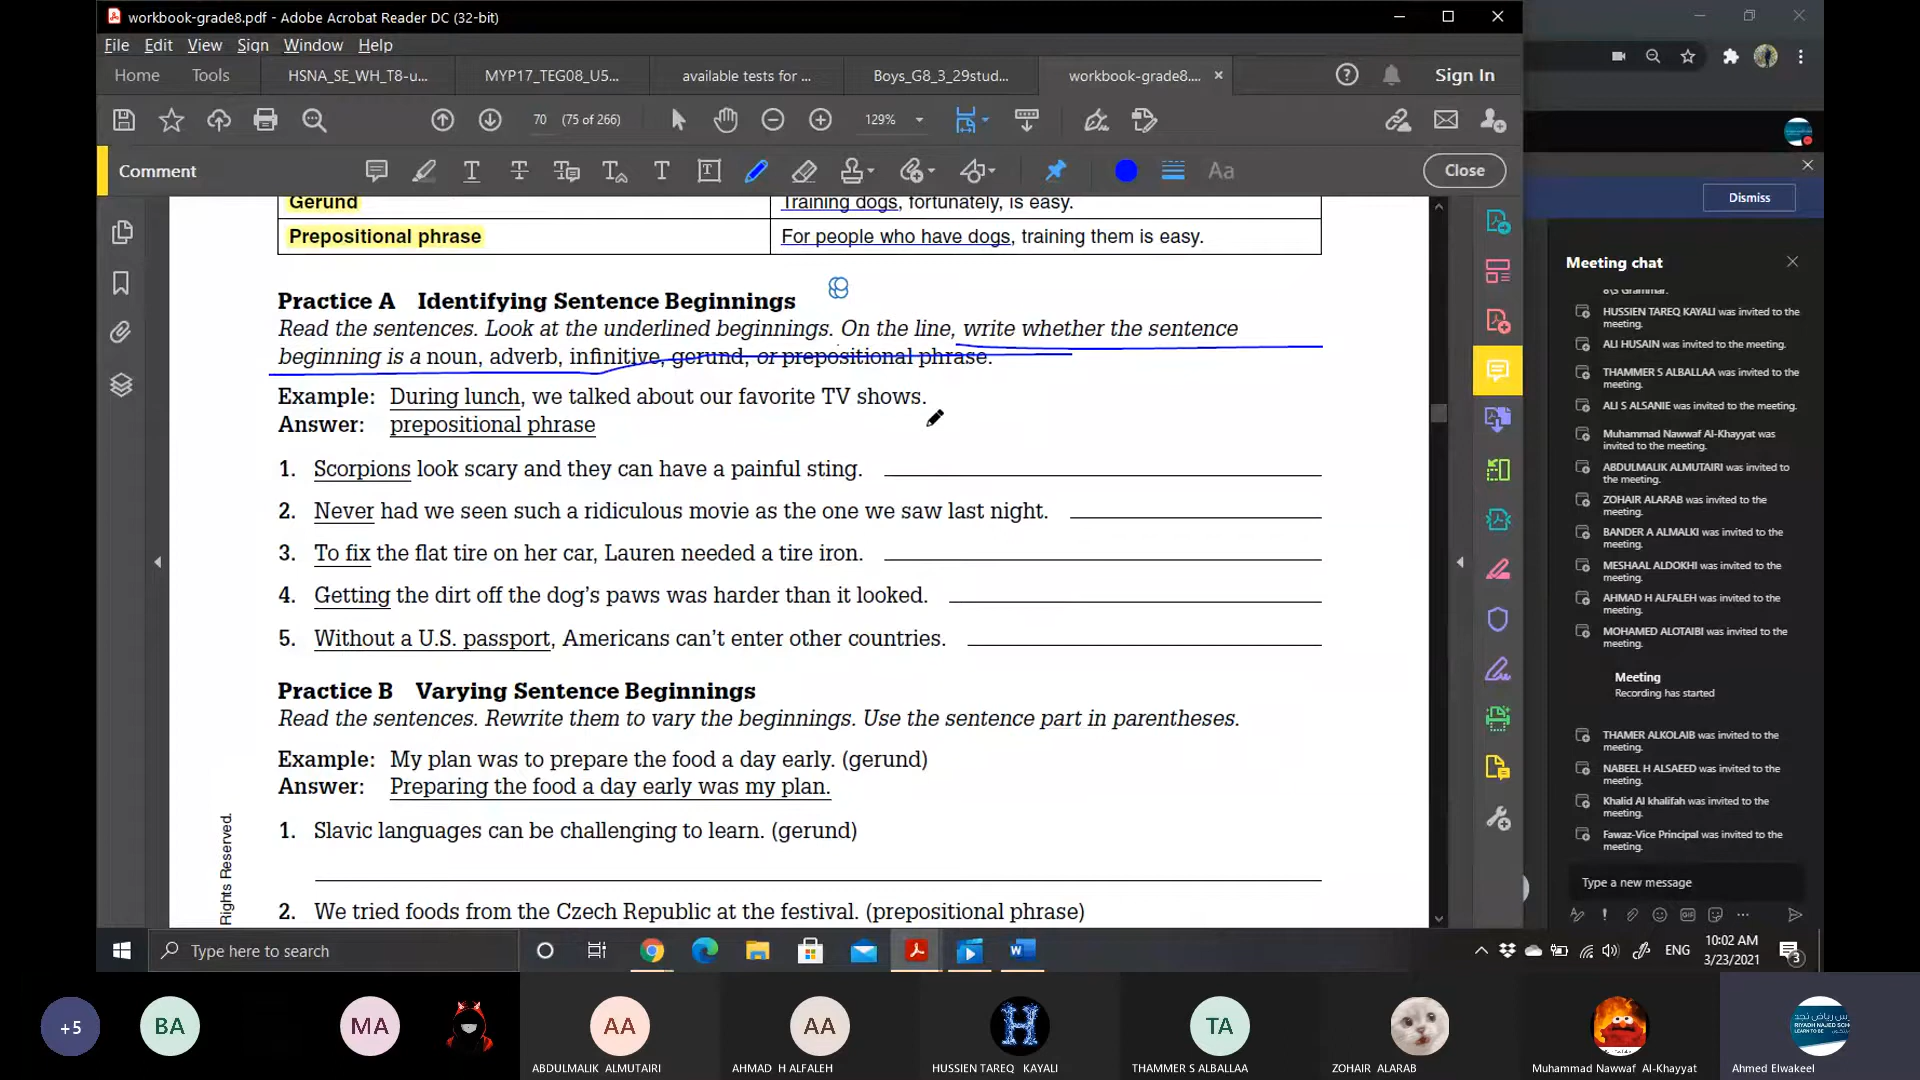 workbook-grade8.pdf - Adobe Acrobat Reader DC (32-bit)
File Edit View Sign Window Help
Home Tools HSNA_SE_WH_T8-u... MYP17_TEG08_U5... available tests for ... Boys_G8_3_29stud... workbook-grade8.... × Sign In
70 (75 of 266) 129%
Comment Close
Gerund Training dogs, fortunately, is easy.
Prepositional phrase For people who have dogs, training them is easy.
Practice A Identifying Sentence Beginnings
Read the sentences. Look at the underlined beginnings. On the line, write whether the sentence
beginning is a noun, adverb, infinitive, gerund, or prepositional phrase.
Example: During lunch, we talked about our favorite TV shows.
Answer: prepositional phrase
1. Scorpions look scary and they can have a painful sting.
2. Never had we seen such a ridiculous movie as the one we saw last night.
3. To fix the flat tire on her car, Lauren needed a tire iron.
4. Getting the dirt off the dog's paws was harder than it looked.
5. Without a U.S. passport, Americans can't enter other countries.
Practice B Varying Sentence Beginnings
Read the sentences. Rewrite them to vary the beginnings. Use the sentence part in parentheses.
Example: My plan was to prepare the food a day early. (gerund)
Answer: Preparing the food a day early was my plan.
1. Slavic languages can be challenging to learn. (gerund)
2. We tried foods from the Czech Republic at the festival. (prepositional phrase)
Rights Reserved.
Dismiss
Meeting chat
8\S Grammar.
HUSSIEN TAREQ KAYALI was invited to the
meeting.
ALI HUSAIN was invited to the meeting.
THAMMER S ALBALLAA was invited to the
meeting.
ALI S ALSANIE was invited to the meeting.
Muhammad Nawwaf Al-Khayyat was
invited to the meeting.
ABDULMALIK ALMUTAIRI was invited to
the meeting.
ZOHAIR ALARAB was invited to the
meeting.
BANDER A ALMALKI was invited to the
meeting.
MESHAAL ALDOKHI was invited to the
meeting.
AHMAD H ALFALEH was invited to the
meeting.
MOHAMED ALOTAIBI was invited to the
meeting.
Meeting
Recording has started
THAMER ALKOLAIB was invited to the
meeting.
NABEEL H ALSAEED was invited to the
meeting.
Khalid Al khalifah was invited to the
meeting.
Fawaz-Vice Principal was invited to the
meeting.
Type a new message
Type here to search
ENG 10:02 AM
3/23/2021 3
+5 BA MA AA AA H TA
ABDULMALIK ALMUTAIRI AHMAD H ALFALEH HUSSIEN TAREQ KAYALI THAMMER S ALBALLAA ZOHAIR ALARAB Muhammad Nawwaf Al-Khayyat Ahmed Elwakeel